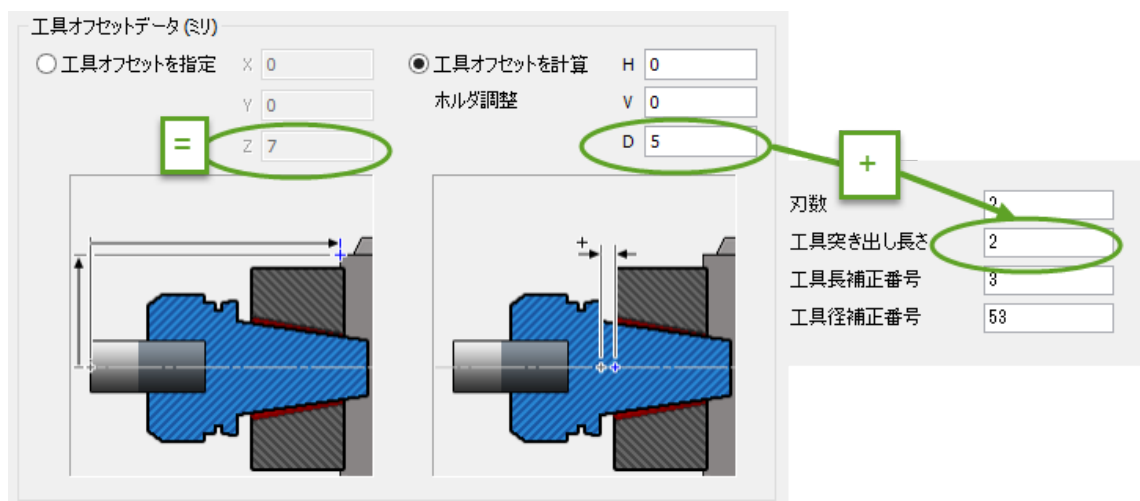 工具オフセットデータ (ミリ)
工具オフセットを指定 X 0
Y 0
Z 7
=
工具オフセットを計算 H 0
ホルダ調整 V 0
D 5
+
+
刃数 2
工具突き出し長さ 2
工具長補正番号 3
工具径補正番号 53